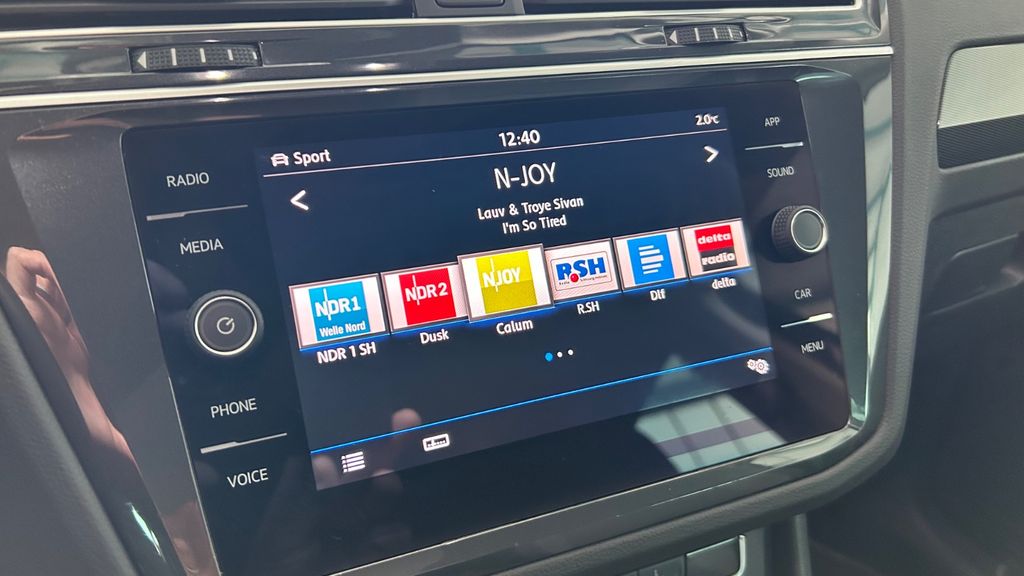 RADIO
MEDIA
PHONE
VOICE
Sport
12:40
2.0°C
N-JOY
Lauv & Troye Sivan
I'm So Tired
NDR1
Welle Nord
NDR 1 SH
NDR 2
Dusk
N-JOY
Calum
R.SH
R.SH
Dlf
delta
radio
delta
APP
SOUND
CAR
MENU